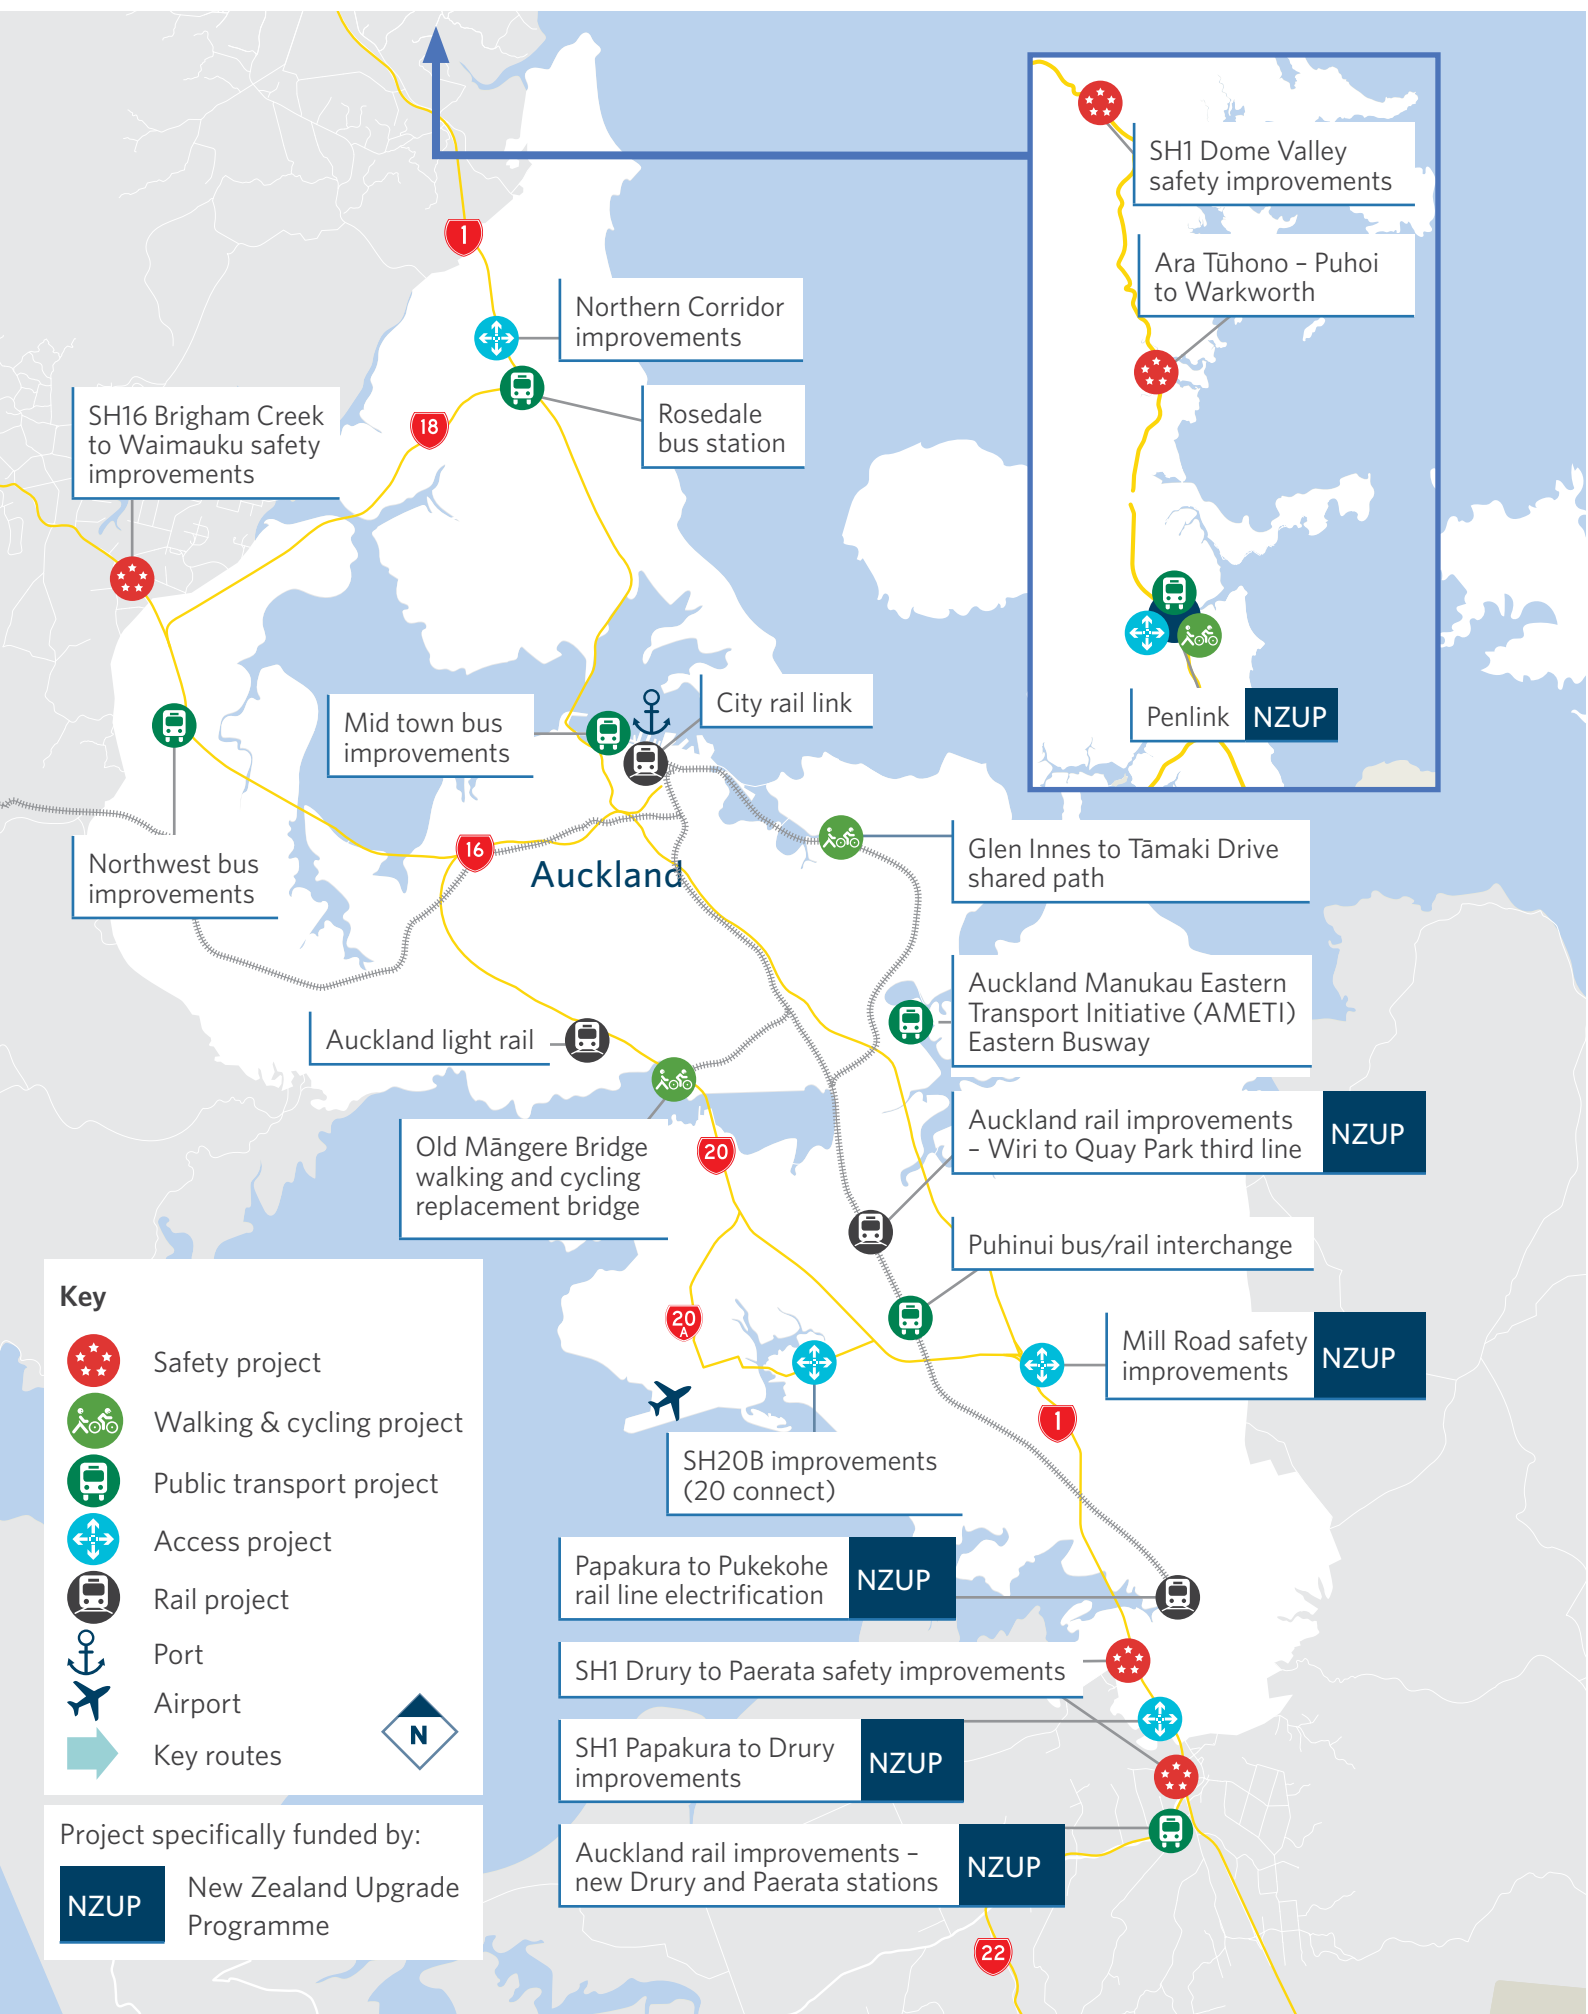 SH1 Dome Valley
safety improvements
Ara Tūhono – Puhoi
to Warkworth
Penlink NZUP
1
Northern Corridor
improvements
Rosedale
bus station
18
SH16 Brigham Creek
to Waimauku safety
improvements
City rail link
Mid town bus
improvements
Northwest bus
improvements
16
Auckland
Glen Innes to Tāmaki Drive
shared path
Auckland Manukau Eastern
Transport Initiative (AMETI)
Eastern Busway
Auckland light rail
Auckland rail improvements
– Wiri to Quay Park third line
NZUP
Old Māngere Bridge
walking and cycling
replacement bridge
20
Puhinui bus/rail interchange
20
A
Mill Road safety
improvements
NZUP
1
SH20B improvements
(20 connect)
Papakura to Pukekohe
rail line electrification
NZUP
SH1 Drury to Paerata safety improvements
SH1 Papakura to Drury
improvements
NZUP
Auckland rail improvements –
new Drury and Paerata stations
NZUP
22
Key
Safety project
Walking & cycling project
Public transport project
Access project
Rail project
Port
Airport
Key routes
N
Project specifically funded by:
NZUP
New Zealand Upgrade
Programme